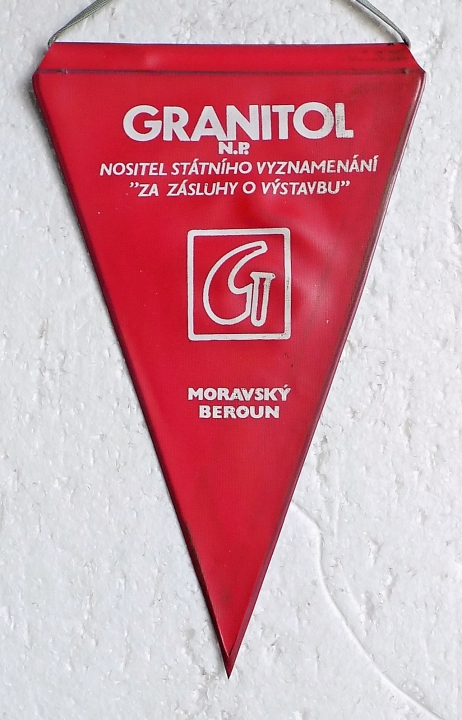 GRANITOL
N.P.
NOSITEL STÁTNÍHO VYZNAMENÁNÍ
"ZA ZÁSLUHY O VÝSTAVBU"
G
MORAVSKÝ
BEROUN